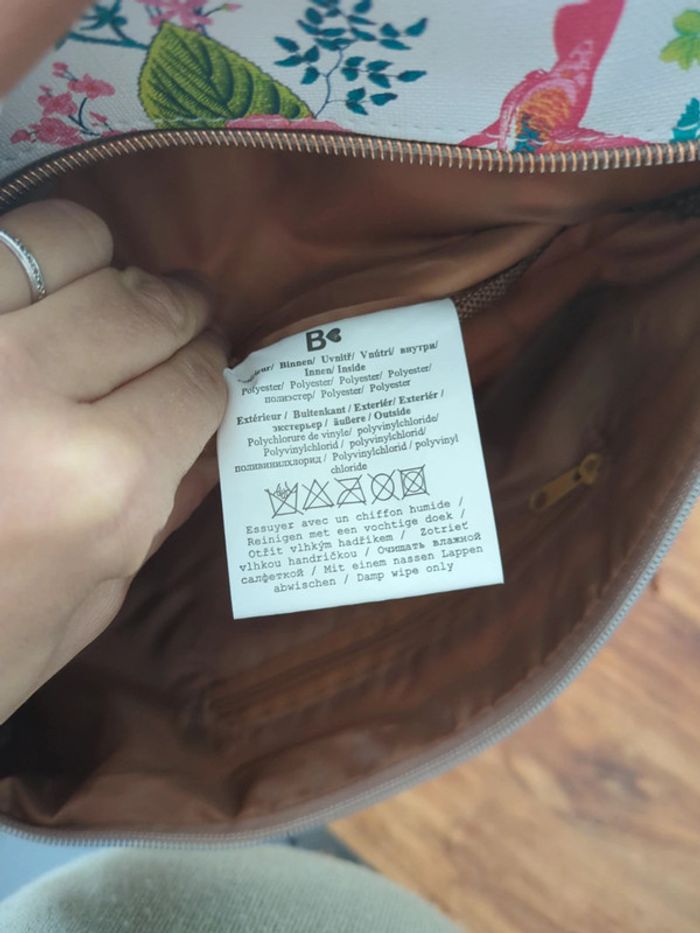 B
Binnen/ Uvnitř/ Vnútri/ внутри/
Innen/ Inside
Polyester/ Polyester/ Polyester/ Polyester/
полиэстер/ Polyester/ Polyester
Extérieur / Buitenkant / Exteriér/ Exteriér /
экстерьер / äußere / Outside
Polychlorure de vinyle/ polyvinylchloride/
Polyvinylchlorid / polyvinylchlorid/
поливинилхлорид / Polyvinylchlorid / polyvinyl
chloride
Essuyer avec un chiffon humide /
Reinigen met een vochtige doek /
Otřít vlhkým hadříkem / Zotrieť
vlhkou handričkou / Очищать влажной
салфеткой / Mit einem nassen Lappen
abwischen / Damp wipe only